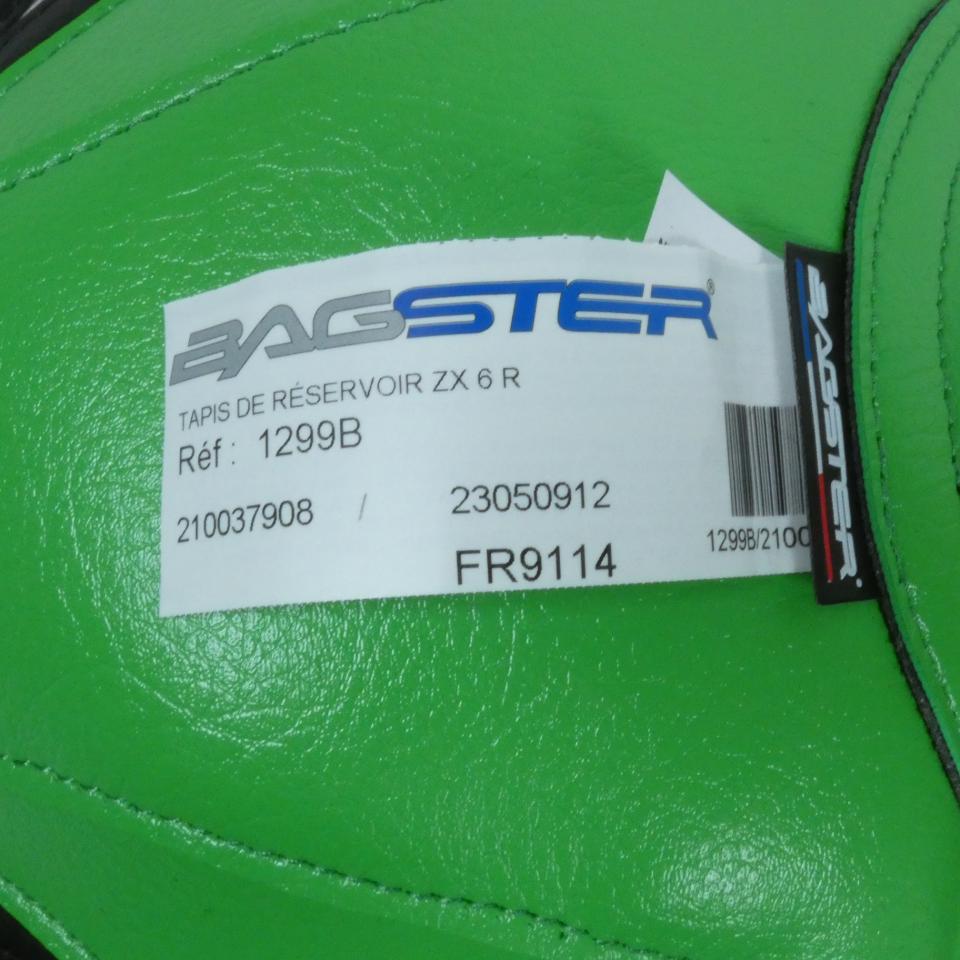 BAGSTER®
TAPIS DE RÉSERVOIR ZX 6 R
Réf : 1299B
210037908 / 23050912
FR9114
1299B/2100
BAGSTER